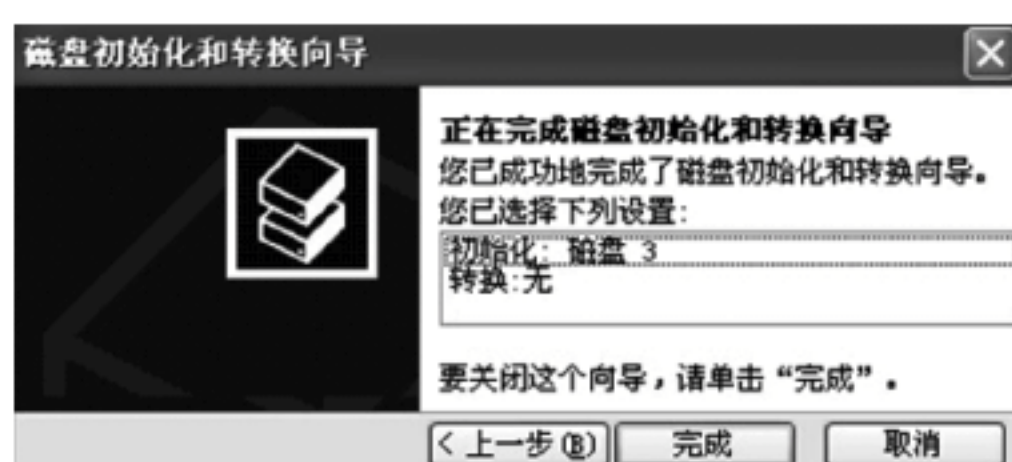 磁盘初始化和转换向导
正在完成磁盘初始化和转换向导
您已成功地完成了磁盘初始化和转换向导。
您已选择下列设置:
初始化: 磁盘 3
转换:无
要关闭这个向导，请单击“完成”。
< 上一步(B) 完成 取消